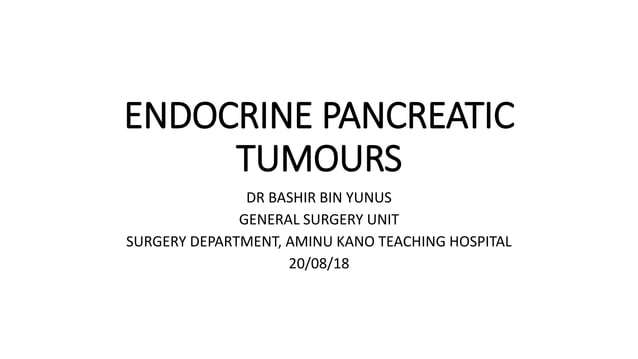 ENDOCRINE PANCREATIC
TUMOURS
DR BASHIR BIN YUNUS
GENERAL SURGERY UNIT
SURGERY DEPARTMENT, AMINU KANO TEACHING HOSPITAL
20/08/18